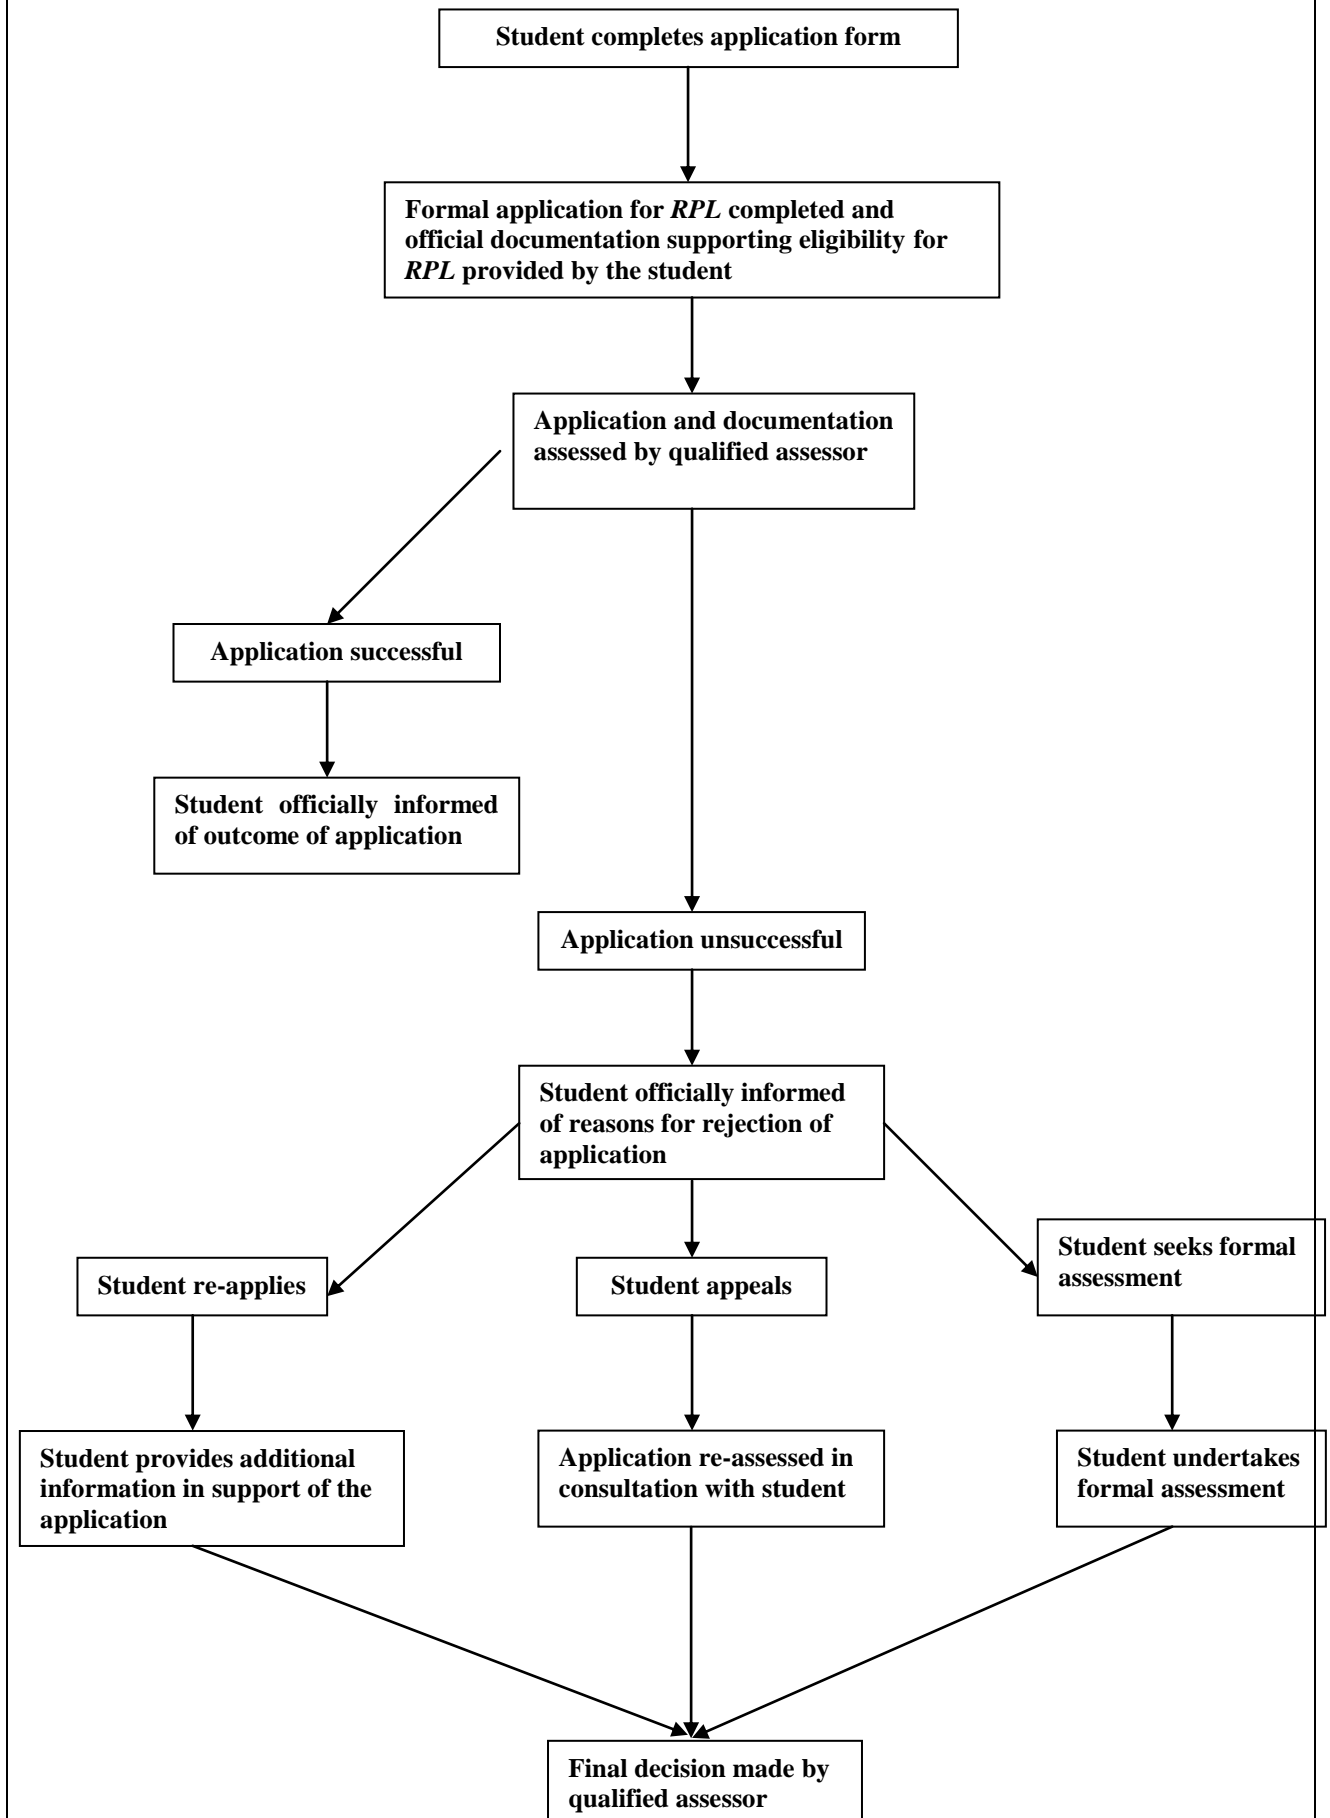 Student completes application form
Formal application for RPL completed and
official documentation supporting eligibility for
RPL provided by the student
Application and documentation
assessed by qualified assessor
Application successful
Student officially informed
of outcome of application
Application unsuccessful
Student officially informed
of reasons for rejection of
application
Student re-applies
Student appeals
Student seeks formal
assessment
Student provides additional
information in support of the
application
Application re-assessed in
consultation with student
Student undertakes
formal assessment
Final decision made by
qualified assessor